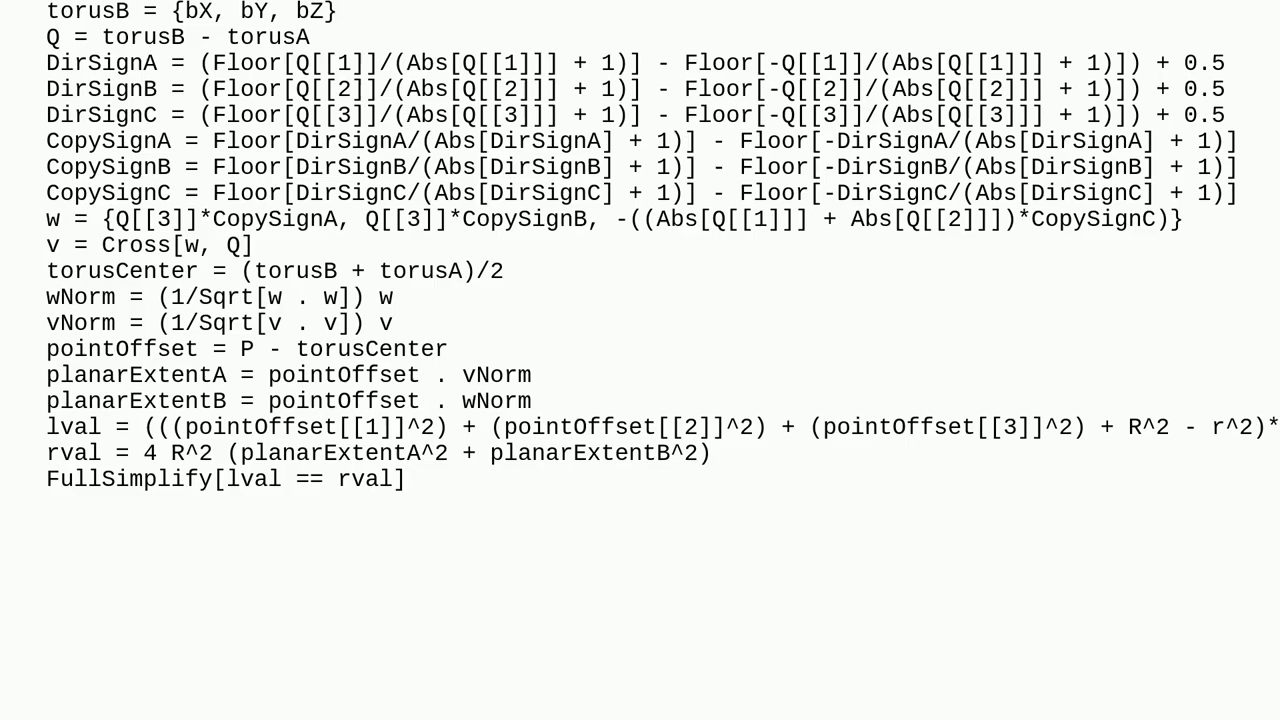 torusB = {bX, bY, bZ}
Q = torusB - torusA
DirSignA = (Floor[Q[[1]]/(Abs[Q[[1]]] + 1)] - Floor[-Q[[1]]/(Abs[Q[[1]]] + 1)]) + 0.5
DirSignB = (Floor[Q[[2]]/(Abs[Q[[2]]] + 1)] - Floor[-Q[[2]]/(Abs[Q[[2]]] + 1)]) + 0.5
DirSignC = (Floor[Q[[3]]/(Abs[Q[[3]]] + 1)] - Floor[-Q[[3]]/(Abs[Q[[3]]] + 1)]) + 0.5
CopySignA = Floor[DirSignA/(Abs[DirSignA] + 1)] - Floor[-DirSignA/(Abs[DirSignA] + 1)]
CopySignB = Floor[DirSignB/(Abs[DirSignB] + 1)] - Floor[-DirSignB/(Abs[DirSignB] + 1)]
CopySignC = Floor[DirSignC/(Abs[DirSignC] + 1)] - Floor[-DirSignC/(Abs[DirSignC] + 1)]
w = {Q[[3]]*CopySignA, Q[[3]]*CopySignB, -((Abs[Q[[1]]] + Abs[Q[[2]]])*CopySignC)}
v = Cross[w, Q]
torusCenter = (torusB + torusA)/2
wNorm = (1/Sqrt[w . w]) w
vNorm = (1/Sqrt[v . v]) v
pointOffset = P - torusCenter
planarExtentA = pointOffset . vNorm
planarExtentB = pointOffset . wNorm
lval = (((pointOffset[[1]]^2) + (pointOffset[[2]]^2) + (pointOffset[[3]]^2) + R^2 - r^2)*
rval = 4 R^2 (planarExtentA^2 + planarExtentB^2)
FullSimplify[lval == rval]